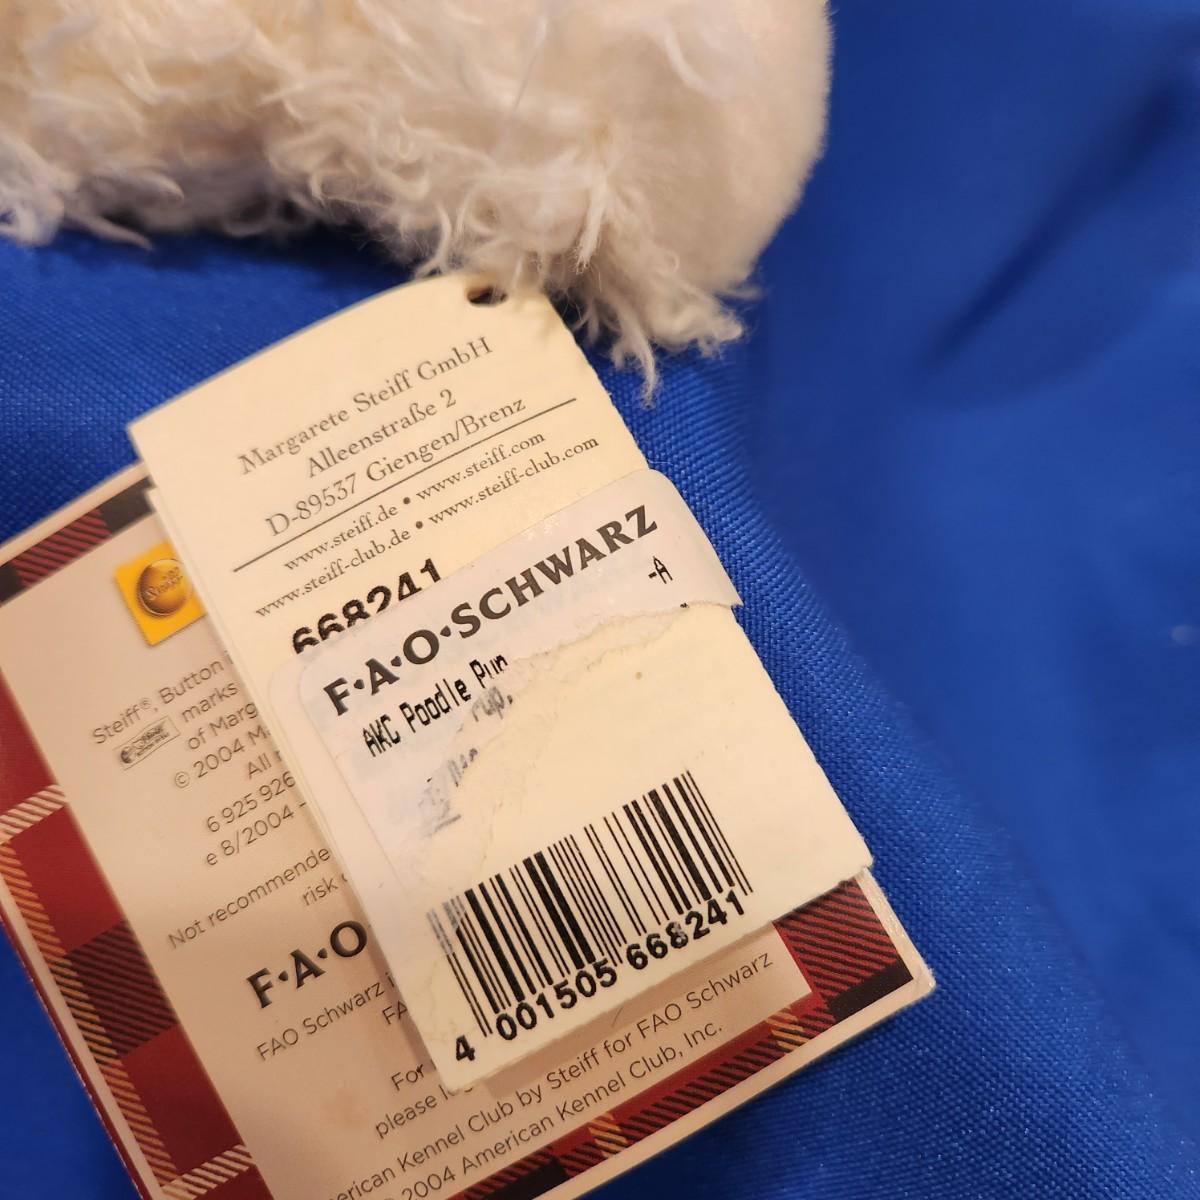 Margarete Steiff GmbH
Alleenstraße 2
D-89537 Giengen/Brenz
www.steiff.de • www.steiff.com
www.steiff-club.de • www.steiff-club.com
668241
F·A·O·SCHWARZ
-A
AKC Poodle Pup
rup,
4 001505 668241
Steiff
Steiff®, Button
marks
of Marg
© 2004 M
All
6 925 926
e 8/2004 -
Not recommende
risk
F·A·O
FAO Schwarz
FA
For
please
erican Kennel Club by Steiff for FAO Schwarz
2004 American Kennel Club, Inc.